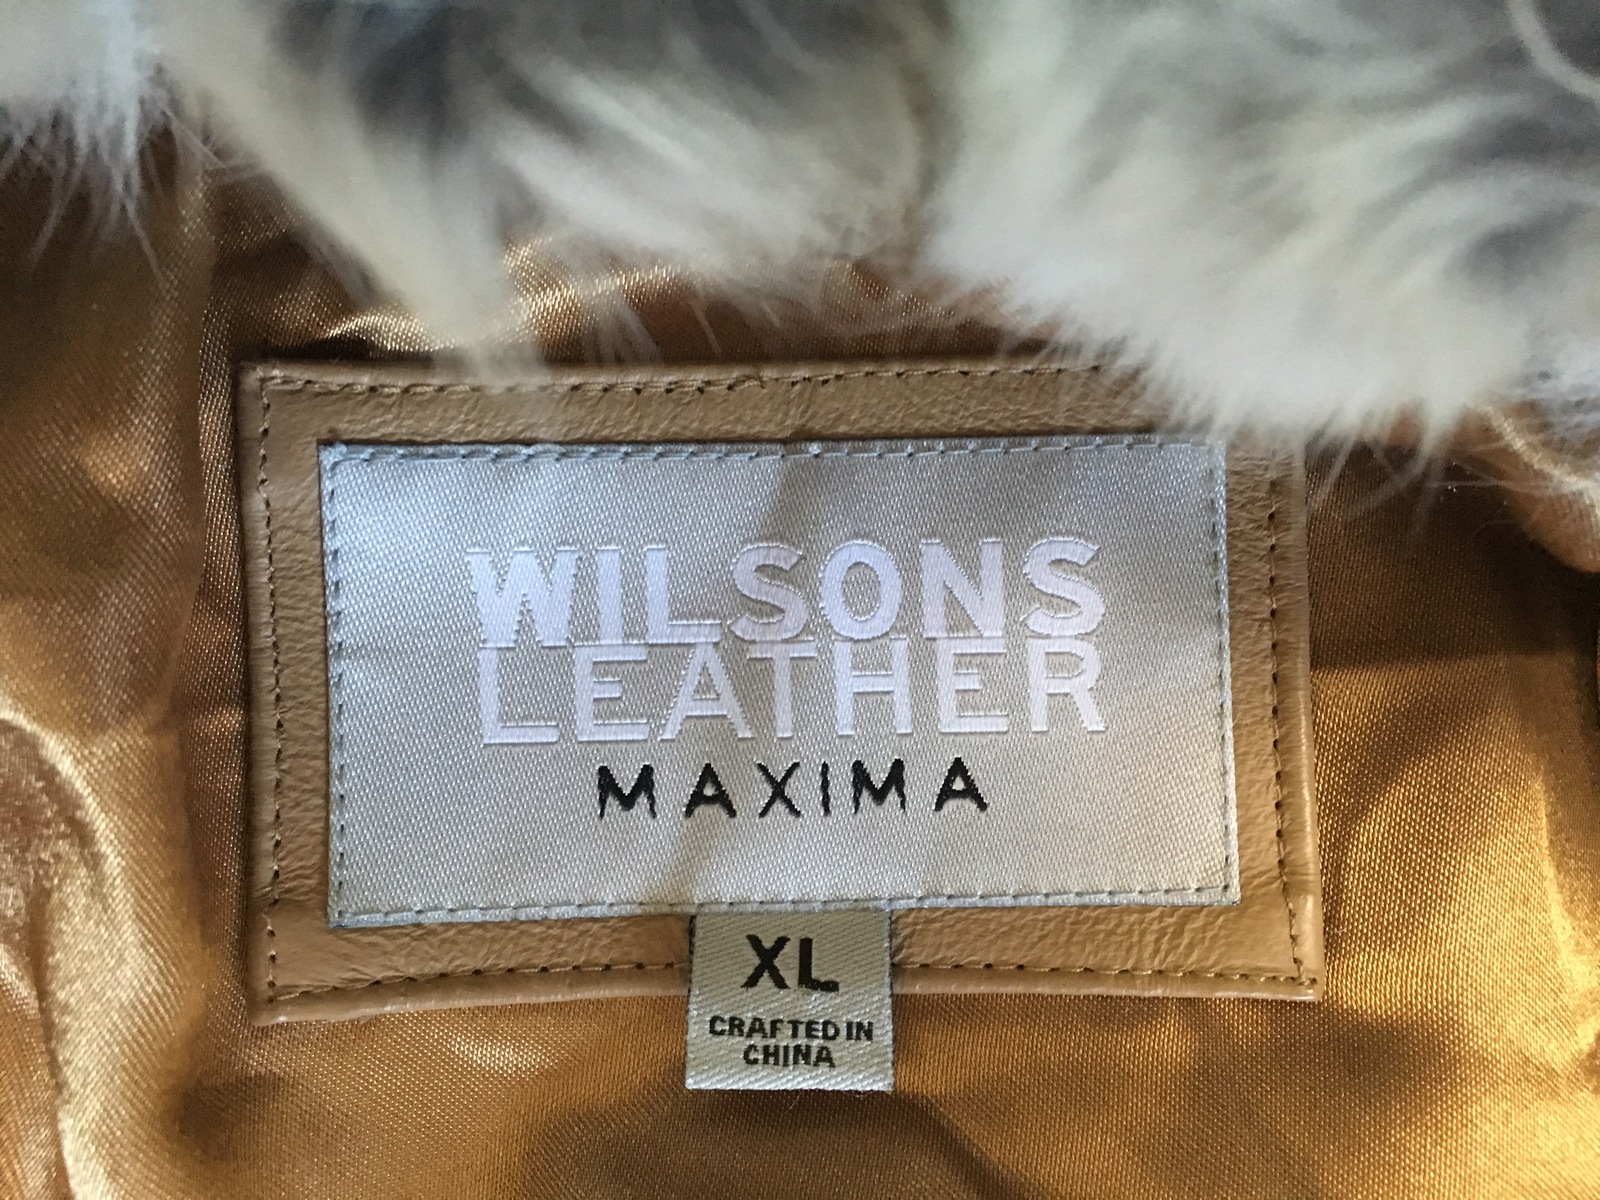 WILSONS
LEATHER
MAXIMA
XL
CRAFTED IN
CHINA